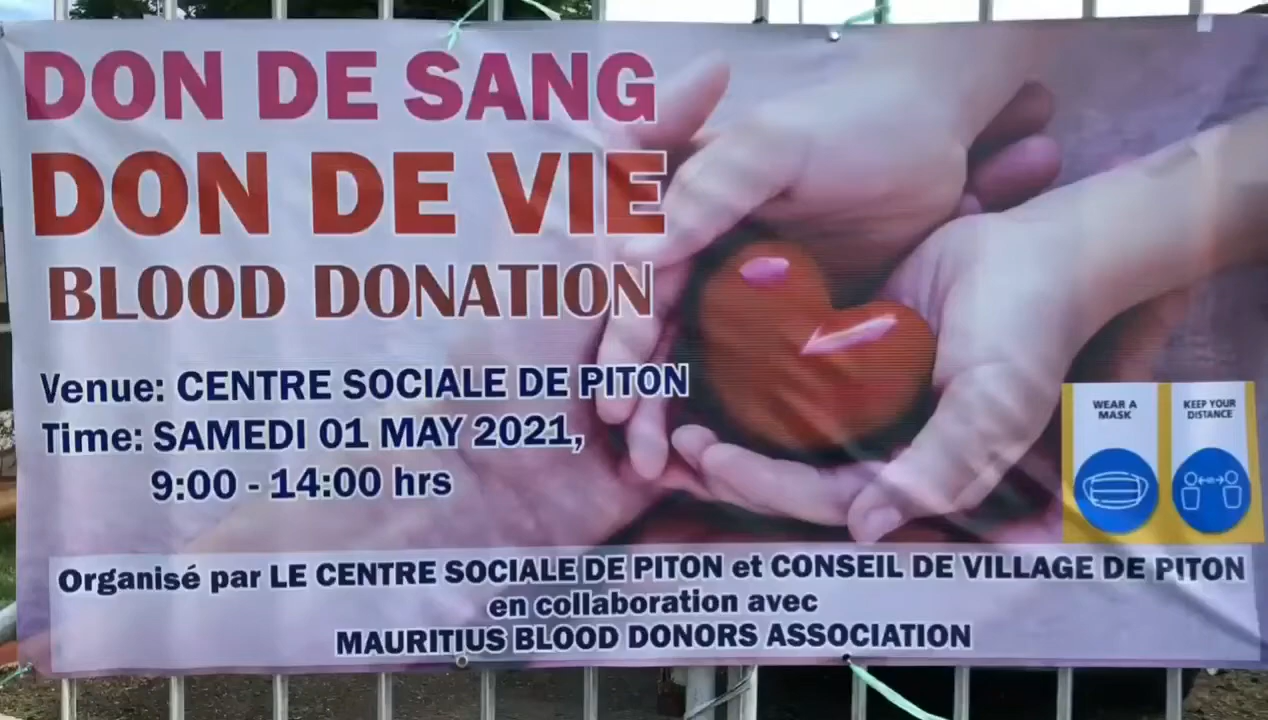 DON DE SANG
DON DE VIE
BLOOD DONATION
Venue: CENTRE SOCIALE DE PITON
Time: SAMEDI 01 MAY 2021,
9:00 - 14:00 hrs
WEAR A
MASK
KEEP YOUR
DISTANCE
Organisé par LE CENTRE SOCIALE DE PITON et CONSEIL DE VILLAGE DE PITON
en collaboration avec
MAURITIUS BLOOD DONORS ASSOCIATION